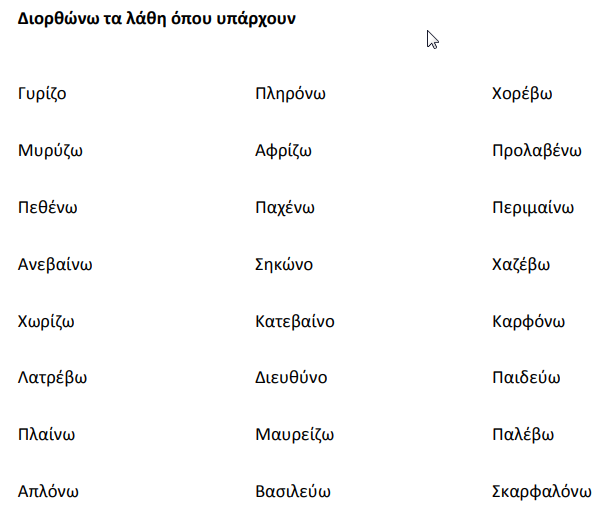 Διορθώνω τα λάθη όπου υπάρχουν
Γυρίζο Πληρόνω Χορέβω
Μυρύζω Αφρίζω Προλαβένω
Πεθένω Παχένω Περιμαίνω
Ανεβαίνω Σηκώνο Χαζέβω
Χωρίζω Κατεβαίνο Καρφόνω
Λατρέβω Διευθύνο Παιδεύω
Πλαίνω Μαυρείζω Παλέβω
Απλόνω Βασιλεύω Σκαρφαλόνω